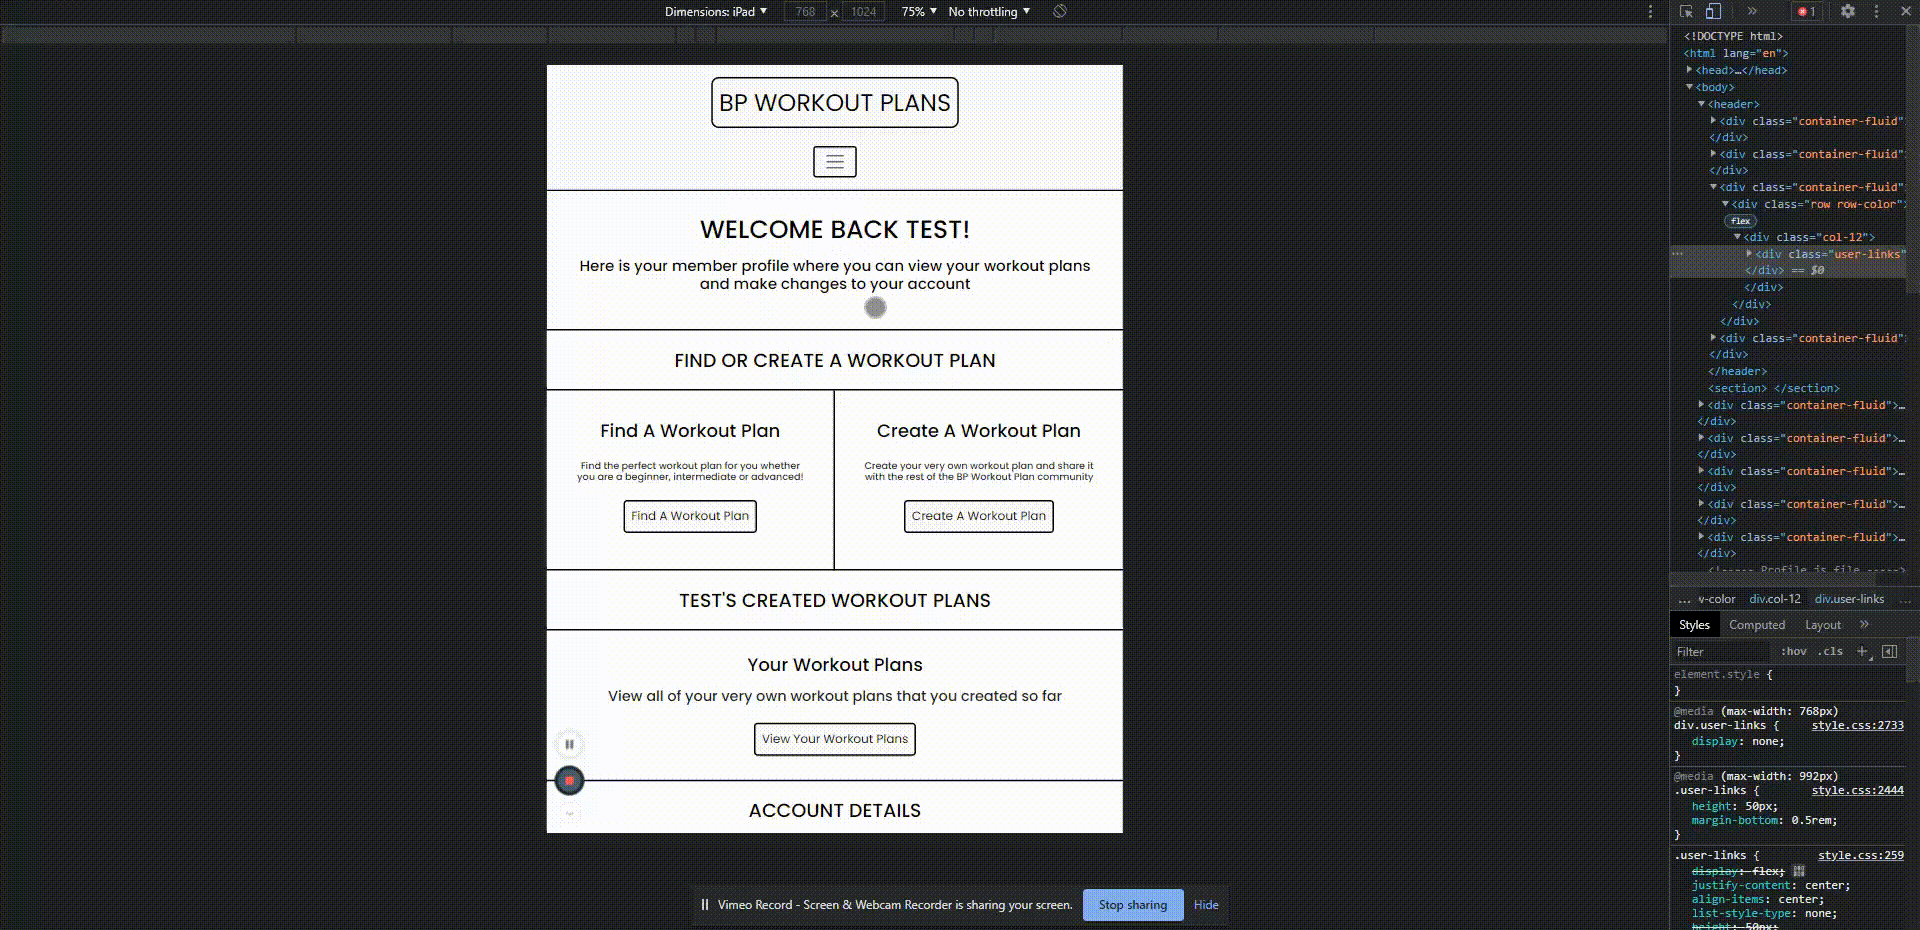 Dimensions: iPad ▼ 768 × 1024 75% ▼ No throttling ▼
BP WORKOUT PLANS
WELCOME BACK TEST!
Here is your member profile where you can view your workout plans
and make changes to your account
FIND OR CREATE A WORKOUT PLAN
Find A Workout Plan
Find the perfect workout plan for you whether
you are a beginner, intermediate or advanced!
Find A Workout Plan
Create A Workout Plan
Create your very own workout plan and share it
with the rest of the BP Workout Plan community
Create A Workout Plan
TEST'S CREATED WORKOUT PLANS
Your Workout Plans
View all of your very own workout plans that you created so far
View Your Workout Plans
ACCOUNT DETAILS
Vimeo Record - Screen & Webcam Recorder is sharing your screen. Stop sharing Hide
» 1
<!DOCTYPE html>
<html lang="en">
<head>…</head>
<body>
<header>
<div class="container-fluid"
</div>
<div class="container-fluid"
</div>
<div class="container-fluid"
<div class="row row-color">
flex
<div class="col-12">
<div class="user-links"
</div> == $0
</div>
</div>
</div>
<div class="container-fluid"
</div>
</header>
<section> </section>
<div class="container-fluid">…
</div>
<div class="container-fluid">…
</div>
<div class="container-fluid">…
</div>
<div class="container-fluid">…
</div>
<div class="container-fluid">…
</div>
<!----- Profile js file ----->
… v-color div.col-12 div.user-links …
Styles Computed Layout »
Filter :hov .cls +
element.style {
}
@media (max-width: 768px)
div.user-links { style.css:2733
display: none;
}
@media (max-width: 992px)
.user-links { style.css:2444
height: 50px;
margin-bottom: 0.5rem;
}
.user-links { style.css:259
display: flex;
justify-content: center;
align-items: center;
list-style-type: none;
height: 50px;